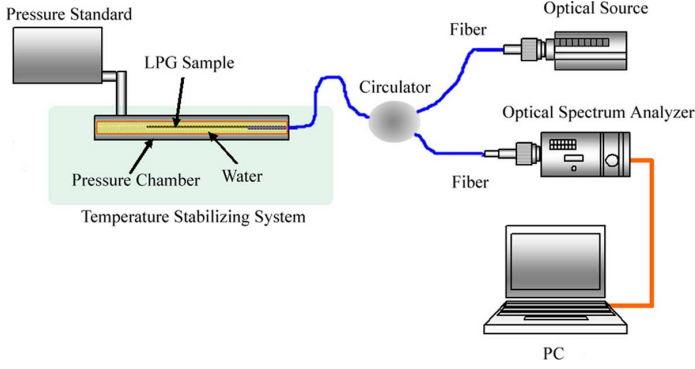 Pressure Standard
Optical Source
Fiber
LPG Sample
Circulator
Optical Spectrum Analyzer
Pressure Chamber
Water
Fiber
Temperature Stabilizing System
PC